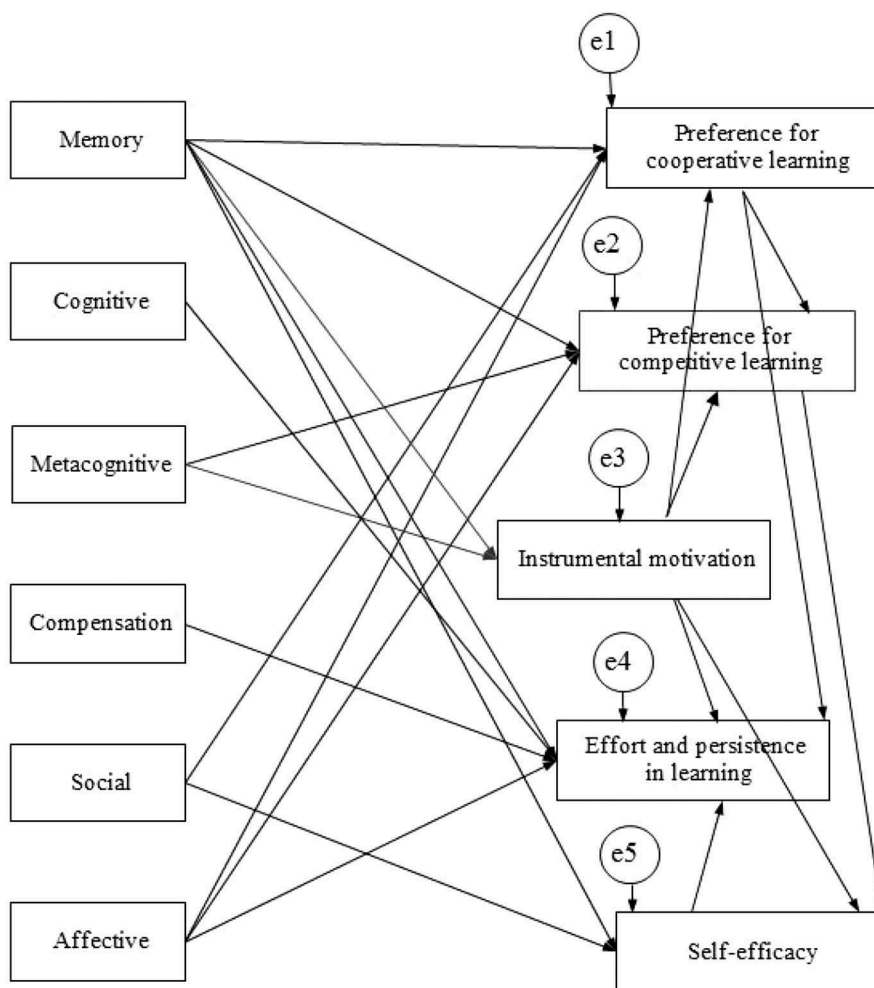 e1
Memory
Preference for
cooperative learning
e2
Cognitive
Preference for
competitive learning
Metacognitive
e3
Instrumental motivation
Compensation
e4
Effort and persistence
in learning
Social
e5
Affective
Self-efficacy